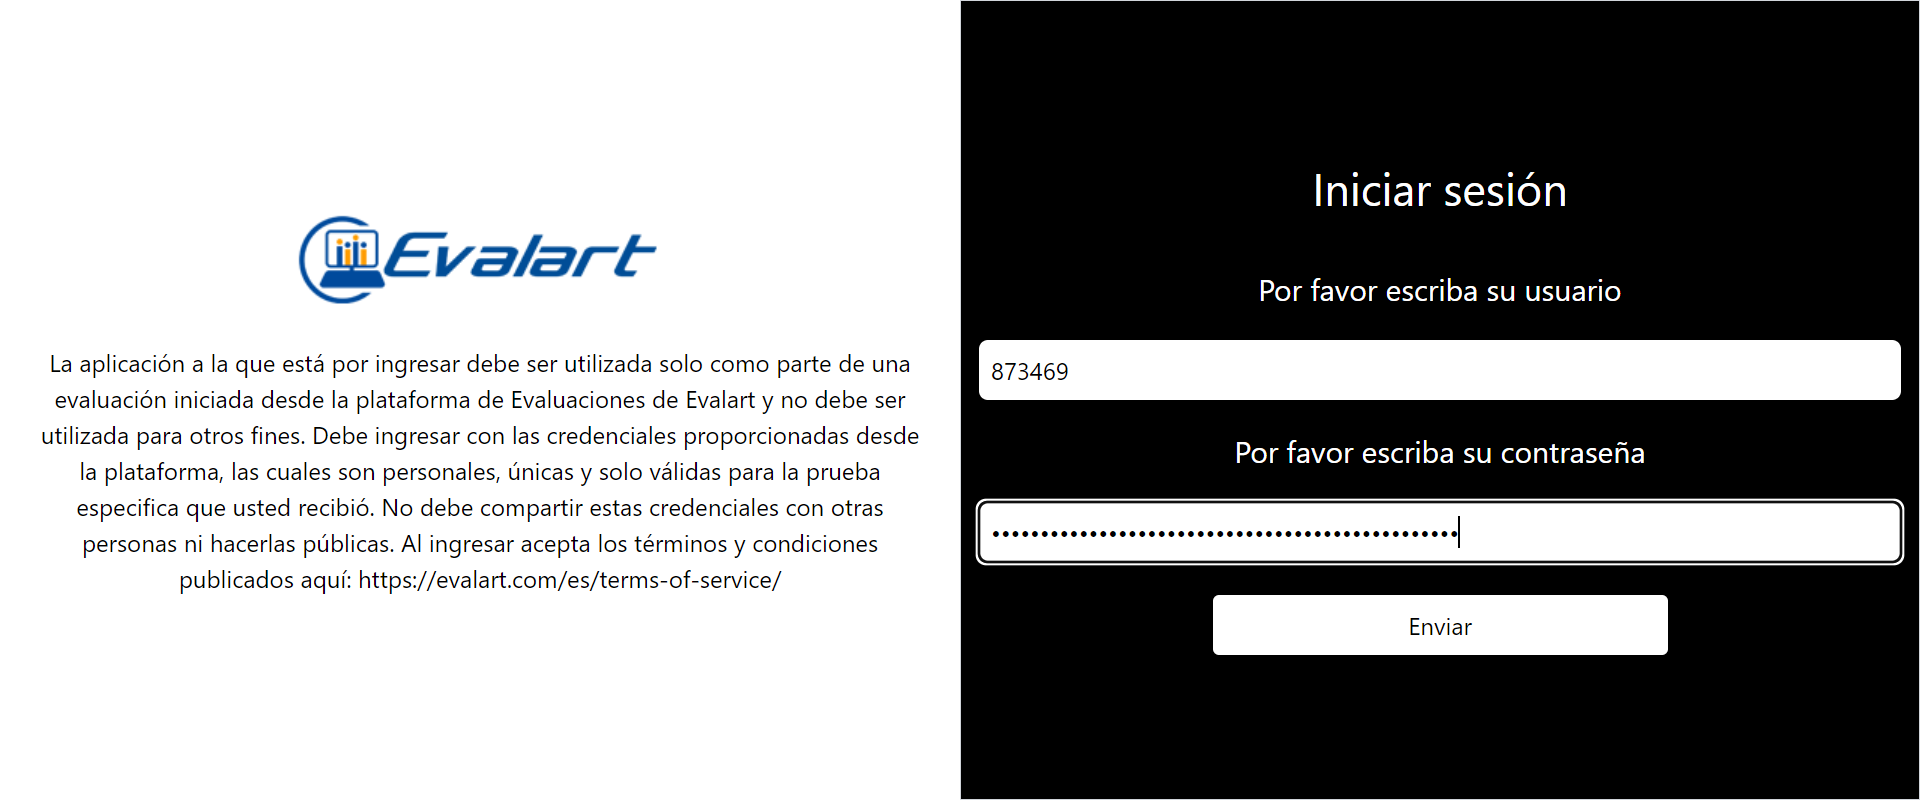 Evalart
La aplicación a la que está por ingresar debe ser utilizada solo como parte de una
evaluación iniciada desde la plataforma de Evaluaciones de Evalart y no debe ser
utilizada para otros fines. Debe ingresar con las credenciales proporcionadas desde
la plataforma, las cuales son personales, únicas y solo válidas para la prueba
especifica que usted recibió. No debe compartir estas credenciales con otras
personas ni hacerlas públicas. Al ingresar acepta los términos y condiciones
publicados aquí: https://evalart.com/es/terms-of-service/
Iniciar sesión
Por favor escriba su usuario
873469
Por favor escriba su contraseña
Enviar